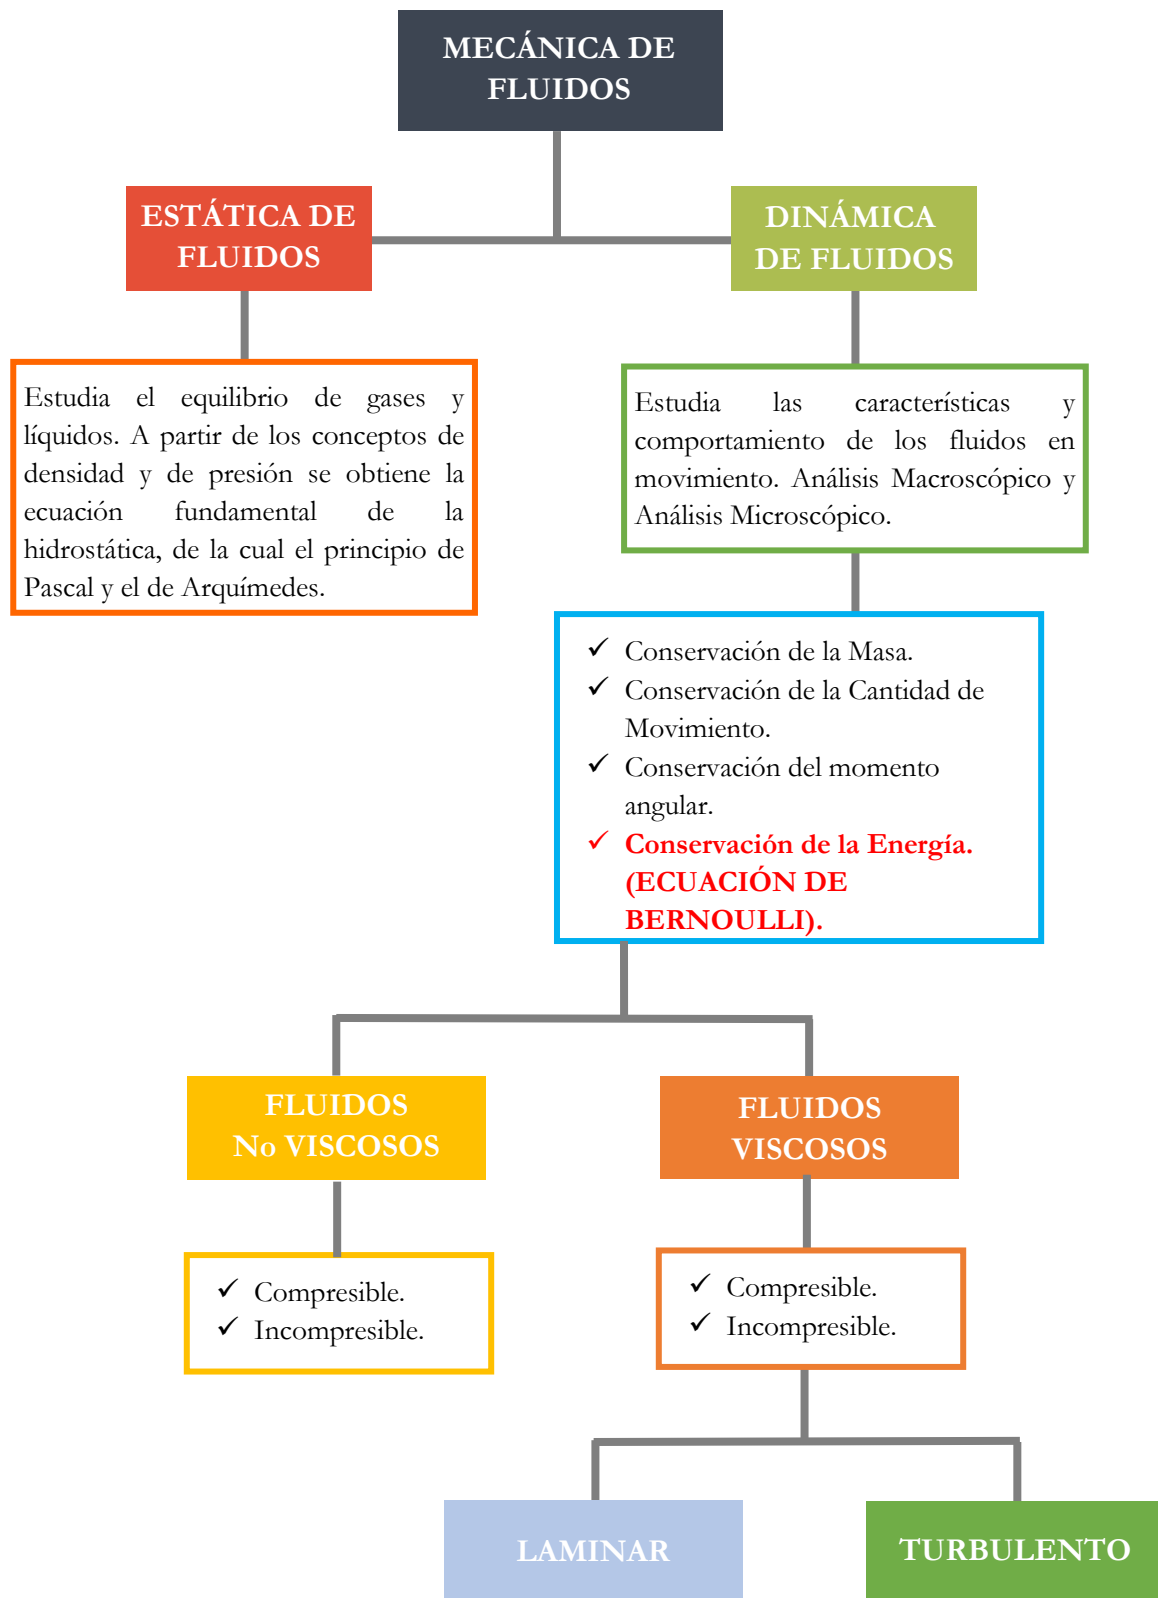 MECÁNICA DE
FLUIDOS
ESTÁTICA DE
FLUIDOS
DINÁMICA
DE FLUIDOS
Estudia el equilibrio de gases y
líquidos. A partir de los conceptos de
densidad y de presión se obtiene la
ecuación fundamental de la
hidrostática, de la cual el principio de
Pascal y el de Arquímedes.
Estudia las características y
comportamiento de los fluidos en
movimiento. Análisis Macroscópico y
Análisis Microscópico.
✓ Conservación de la Masa.
✓ Conservación de la Cantidad de
Movimiento.
✓ Conservación del momento
angular.
✓ Conservación de la Energía.
(ECUACIÓN DE
BERNOULLI).
FLUIDOS
No VISCOSOS
FLUIDOS
VISCOSOS
✓ Compresible.
✓ Incompresible.
✓ Compresible.
✓ Incompresible.
LAMINAR
TURBULENTO